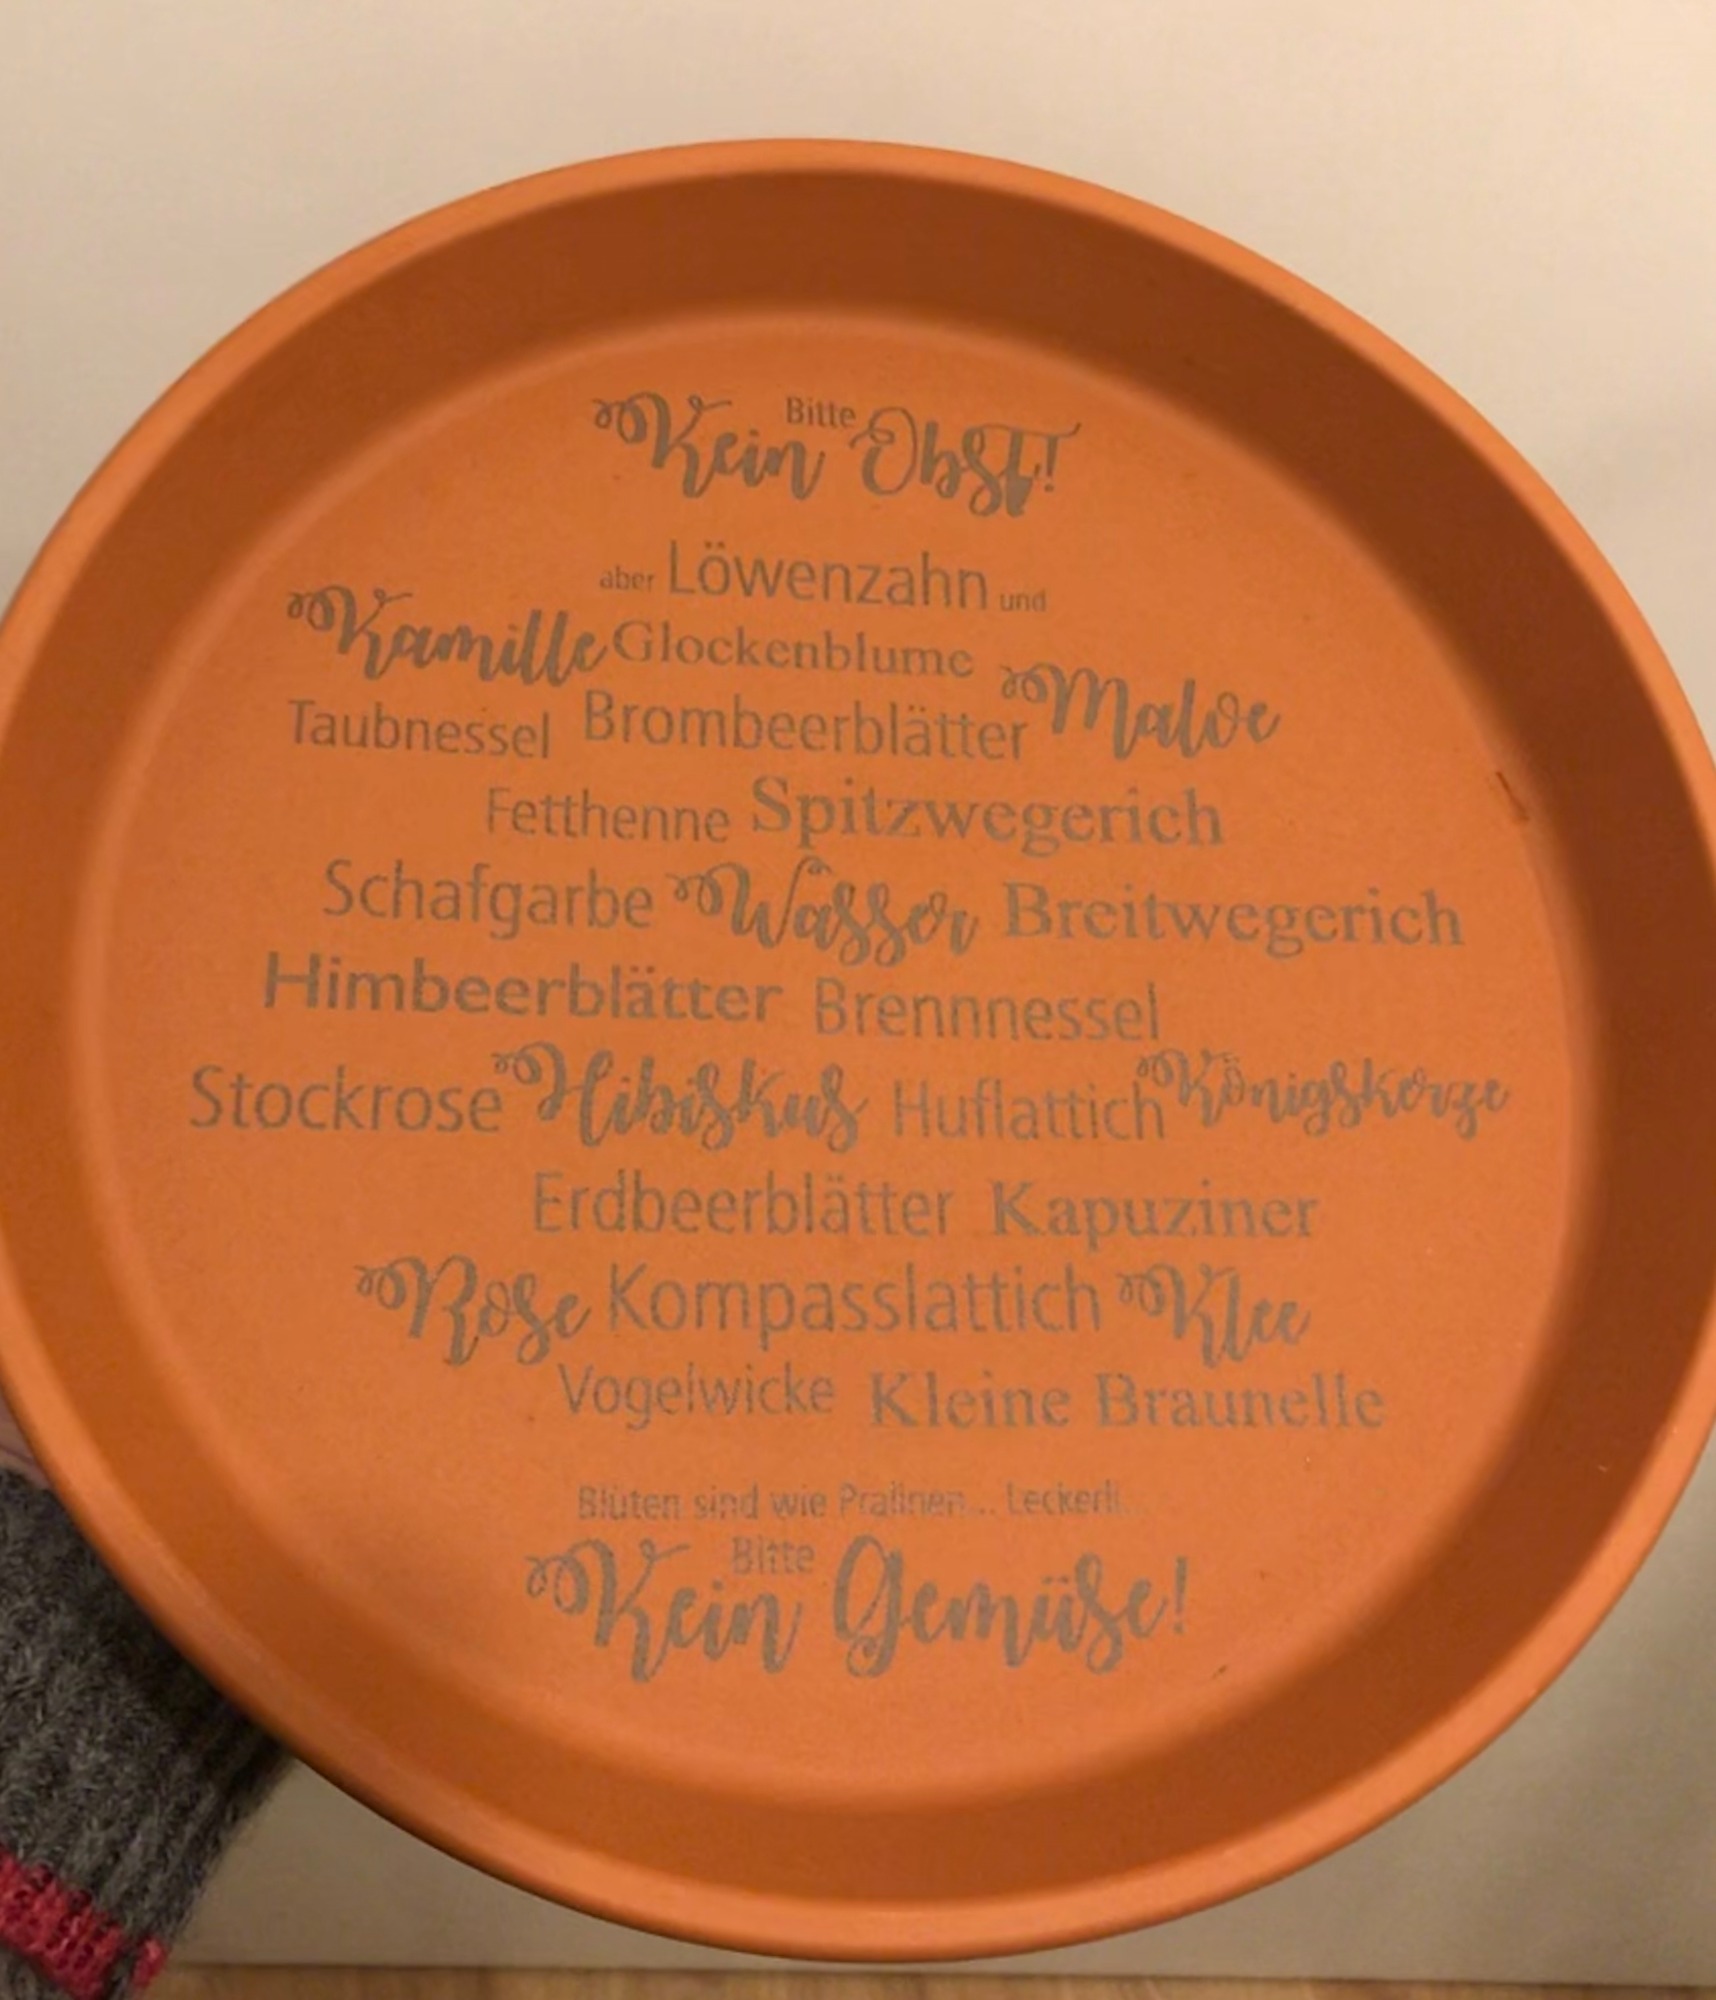 Bitte
Kein Obst!
aber Löwenzahn und
Kamille Glockenblume Malve
Taubnessel Brombeerblätter
Fetthenne Spitzwegerich
Schafgarbe Wasser Breitwegerich
Himbeerblätter Brennnessel
Stockrose Hibiskus Huflattich Königskerze
Erdbeerblätter Kapuziner
Rose Kompasslattich Klee
Vogelwicke Kleine Braunelle
Blüten sind wie Pralinen... Leckerli...
Bitte
Kein Gemüse!